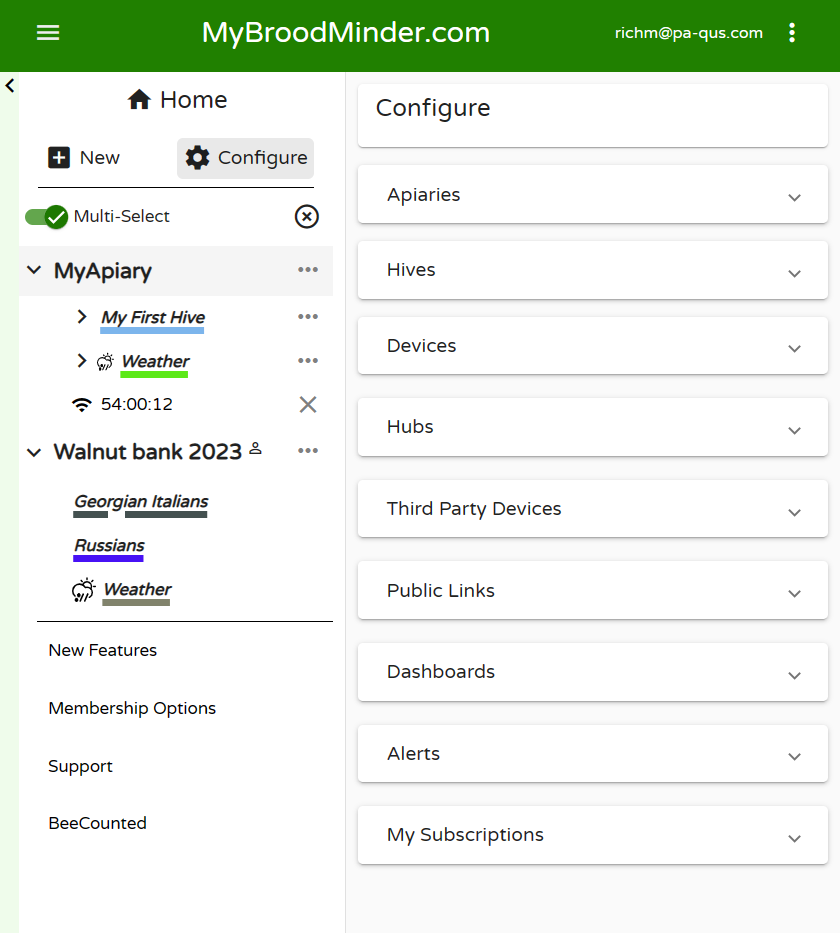 MyBroodMinder.com
richm@pa-qus.com
Home
New
Configure
Multi-Select
MyApiary
My First Hive
Weather
54:00:12
Walnut bank 2023
Georgian Italians
Russians
Weather
New Features
Membership Options
Support
BeeCounted
Configure
Apiaries
Hives
Devices
Hubs
Third Party Devices
Public Links
Dashboards
Alerts
My Subscriptions